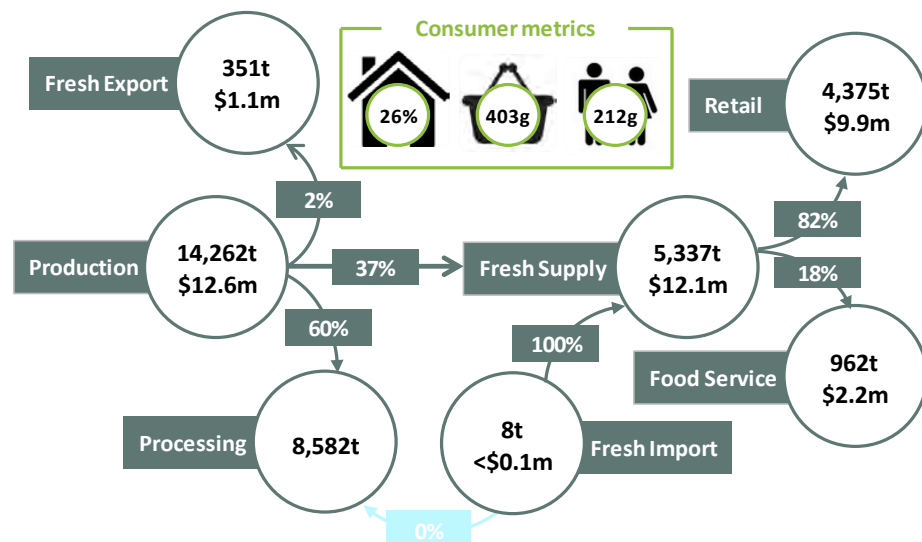 Consumer metrics
26%
403g
212g
Fresh Export
351t
$1.1m
Retail
4,375t
$9.9m
2%
82%
Production
14,262t
$12.6m
37%
Fresh Supply
5,337t
$12.1m
18%
60%
100%
Food Service
962t
$2.2m
Processing
8,582t
8t
<$0.1m
Fresh Import
0%